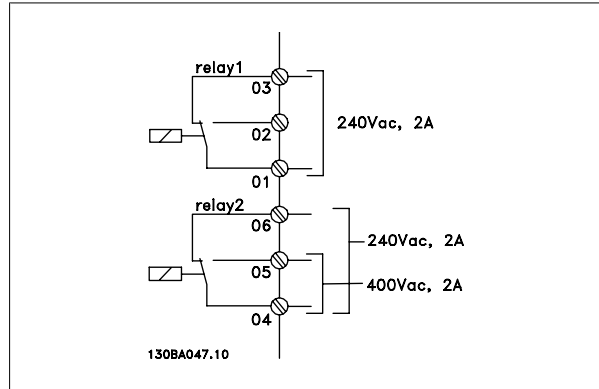 relay1
03
240Vac, 2A
02
01
relay2
06
240Vac, 2A
05
400Vac, 2A
04
130BA047.10